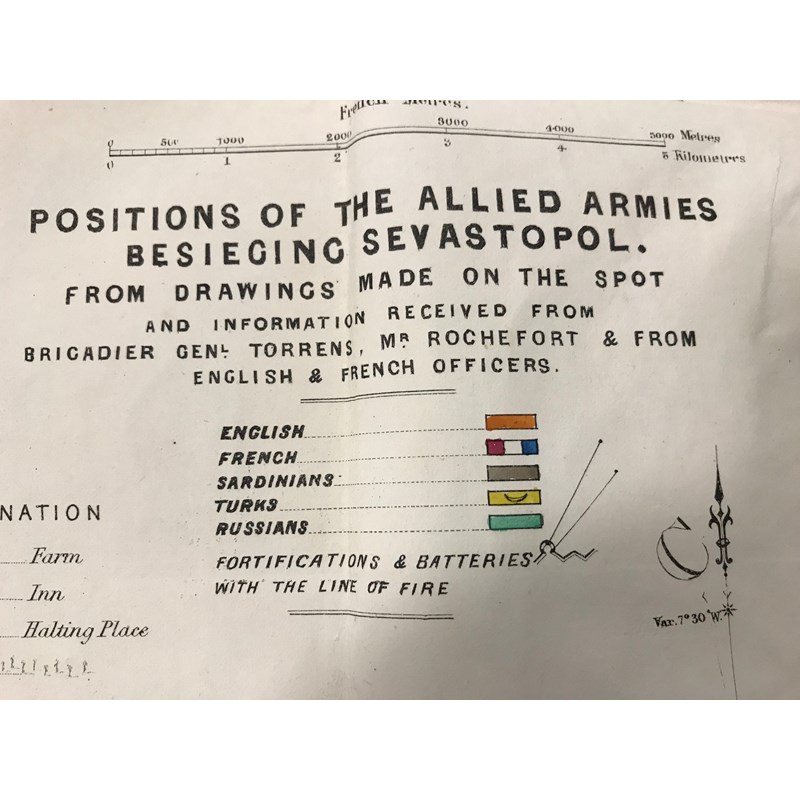 French Metres.
0 500 1000 2000 3000 4000 5000 Metres
0 1 2 3 4 5 Kilometres
POSITIONS OF THE ALLIED ARMIES
BESIEGING SEVASTOPOL.
FROM DRAWINGS MADE ON THE SPOT
AND INFORMATION RECEIVED FROM
BRIGADIER GENL TORRENS, MR ROCHEFORT & FROM
ENGLISH & FRENCH OFFICERS.
ENGLISH
FRENCH
SARDINIANS
TURKS
RUSSIANS
FORTIFICATIONS & BATTERIES
WITH THE LINE OF FIRE
NATION
Farm
Inn
Halting Place
Var. 7° 30' W.